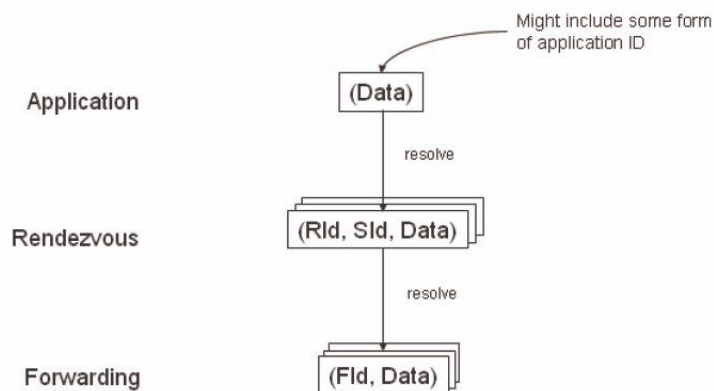 Might include some form
of application ID
Application
(Data)
resolve
Rendezvous
(RId, SId, Data)
resolve
Forwarding
(FId, Data)